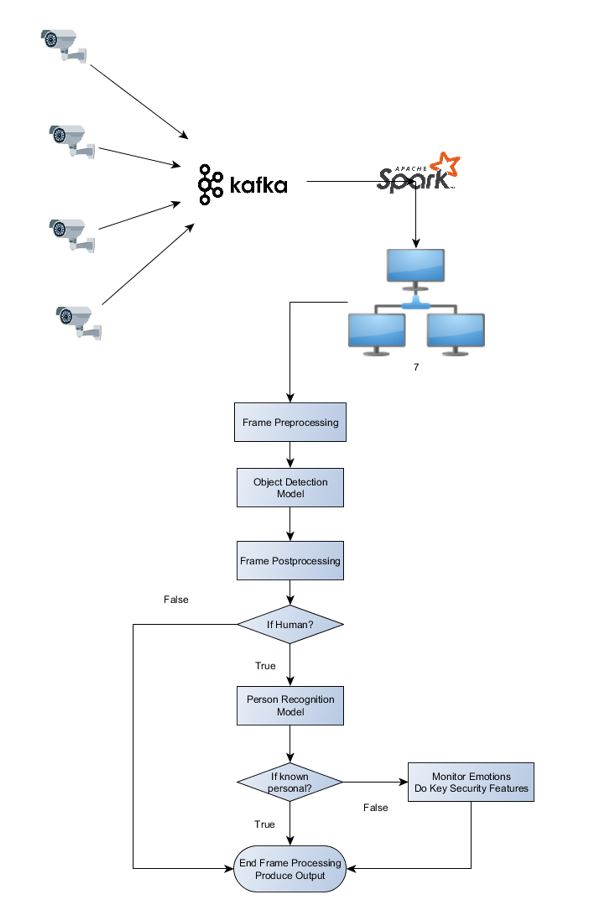 kafka
APACHE
Spark
7
Frame Preprocessing
Object Detection
Model
Frame Postprocessing
False
If Human?
True
Person Recognition
Model
If known
personal?
Monitor Emotions
Do Key Security Features
False
True
End Frame Processing
Produce Output